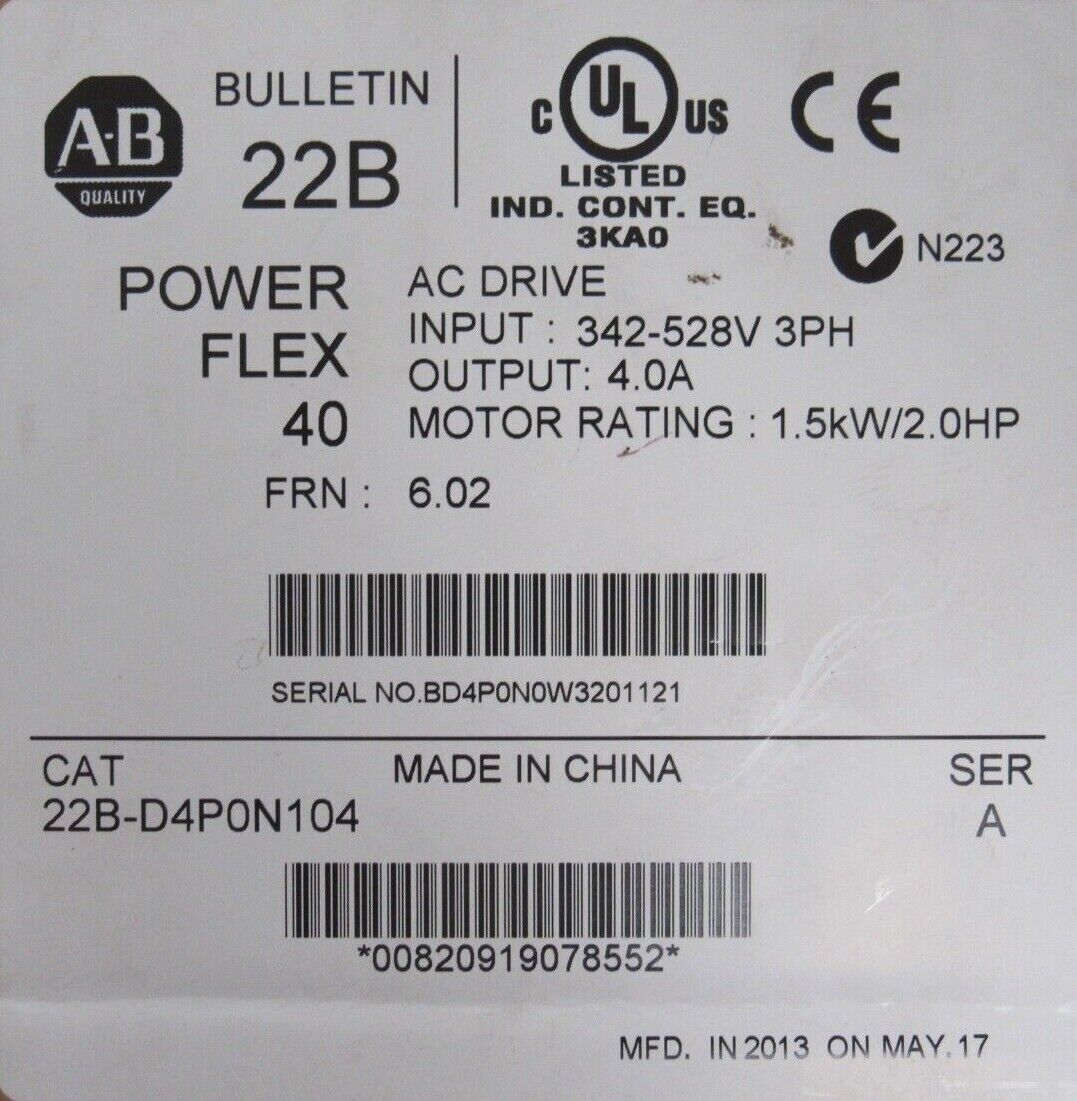 A-B
QUALITY
BULLETIN
22B
C UL US
LISTED
IND. CONT. EQ.
3KA0
CE
N223
POWER
FLEX
40
AC DRIVE
INPUT : 342-528V 3PH
OUTPUT: 4.0A
MOTOR RATING : 1.5kW/2.0HP
FRN : 6.02
SERIAL NO.BD4P0N0W3201121
CAT
22B-D4P0N104
MADE IN CHINA
SER
A
*00820919078552*
MFD. IN 2013 ON MAY.17